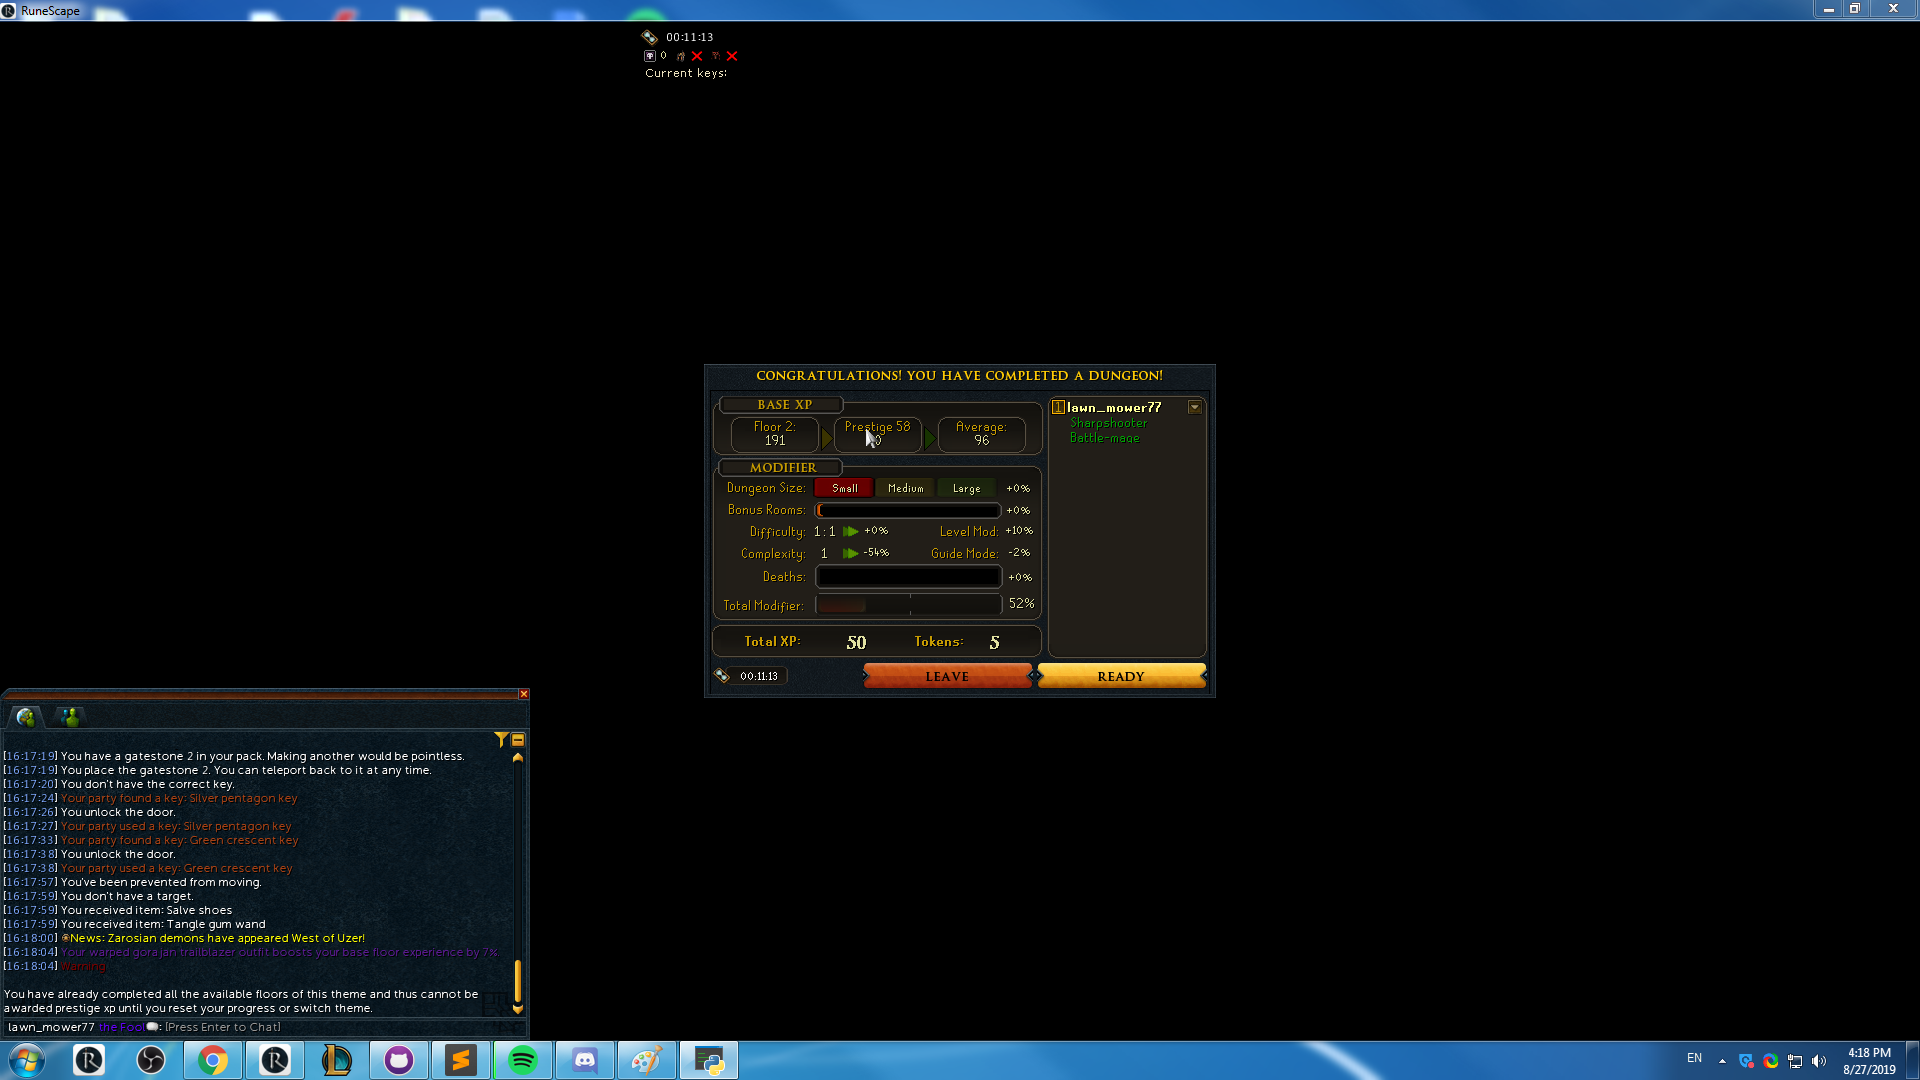 RuneScape
00:11:13
0
Current keys:
CONGRATULATIONS! YOU HAVE COMPLETED A DUNGEON!
BASE XP
Floor 2:
191
Prestige 58
0
Average:
96
1 lawn_mower77
Sharpshooter
Battle-mage
MODIFIER
Dungeon Size: Small Medium Large +0%
Bonus Rooms: +0%
Difficulty: 1:1 +0% Level Mod: +10%
Complexity: 1 -54% Guide Mode: -2%
Deaths: +0%
Total Modifier: 52%
Total XP: 50 Tokens: 5
00:11:13 LEAVE READY
[16:17:19] You have a gatestone 2 in your pack. Making another would be pointless.
[16:17:19] You place the gatestone 2. You can teleport back to it at any time.
[16:17:20] You don't have the correct key.
[16:17:24] Your party found a key: Silver pentagon key
[16:17:26] You unlock the door.
[16:17:27] Your party used a key: Silver pentagon key
[16:17:33] Your party found a key: Green crescent key
[16:17:38] You unlock the door.
[16:17:38] Your party used a key: Green crescent key
[16:17:57] You've been prevented from moving.
[16:17:59] You don't have a target.
[16:17:59] You received item: Salve shoes
[16:17:59] You received item: Tangle gum wand
[16:18:00] News: Zarosian demons have appeared West of Uzer!
[16:18:04] Your warped gorajan trailblazer outfit boosts your base floor experience by 7%.
[16:18:04] Warning:
You have already completed all the available floors of this theme and thus cannot be
awarded prestige xp until you reset your progress or switch theme.
lawn_mower77 the Fool: [Press Enter to Chat]
EN
4:18 PM
8/27/2019